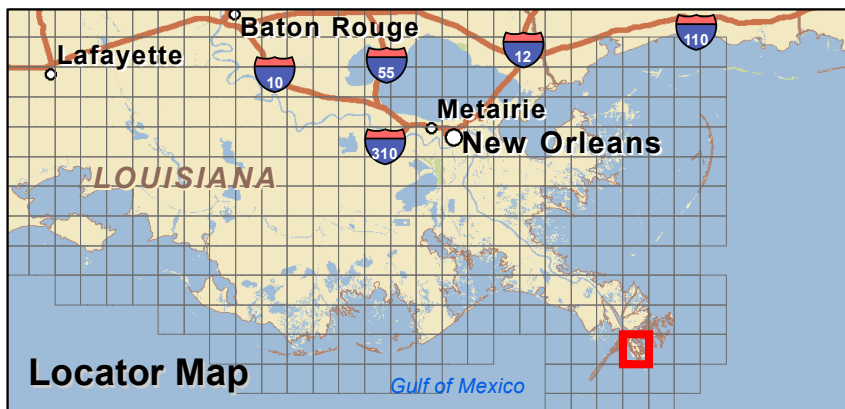 Baton Rouge
110
Lafayette
12
55
10
Metairie
New Orleans
310
LOUISIANA
Locator Map
Gulf of Mexico